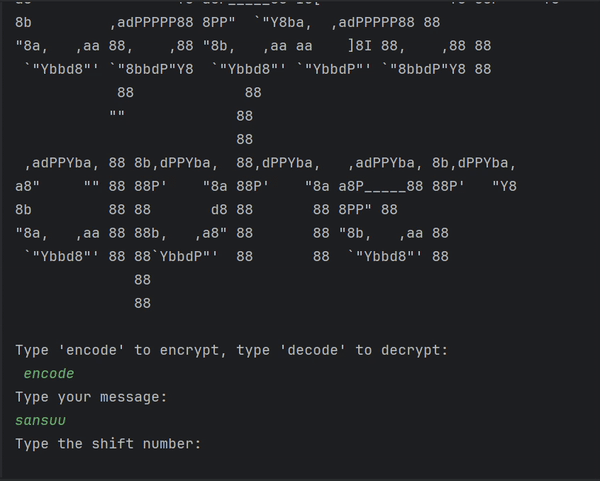 8b         ,adPPPPP88 8PP"  `"Y8ba,  ,adPPPPP88 88
"8a,   ,aa 88,    ,88 "8b,   ,aa aa    ]8I 88,    ,88 88
 `"Ybbd8"' `"8bbdP"Y8  `"Ybbd8"' `"YbbdP"' `"8bbdP"Y8 88
            88             88
           ""             88
                          88
 ,adPPYba, 88 8b,dPPYba,  88,dPPYba,   ,adPPYba, 8b,dPPYba,
a8"     "" 88 88P'    "8a 88P'    "8a a8P_____88 88P'   "Y8
8b         88 88       d8 88       88 8PP" 88
"8a,   ,aa 88 88b,   ,a8" 88       88 "8b,   ,aa 88
 `"Ybbd8"' 88 88`YbbdP"'  88       88  `"Ybbd8"' 88
              88
              88
Type 'encode' to encrypt, type 'decode' to decrypt:
encode
Type your message:
sansuu
Type the shift number: